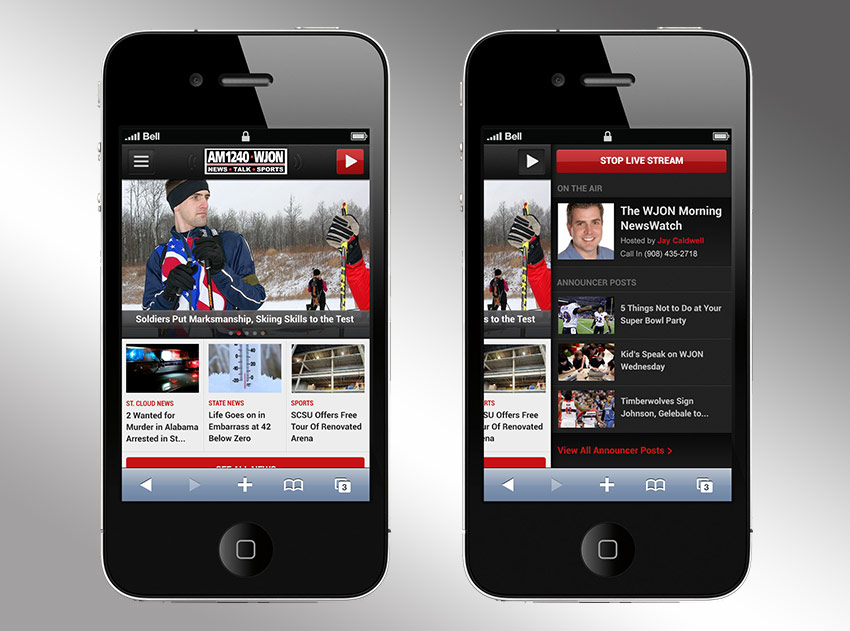 Bell
AM1240 WJON
NEWS • TALK • SPORTS
Soldiers Put Marksmanship, Skiing Skills to the Test
ST. CLOUD NEWS
2 Wanted for
Murder in Alabama
Arrested in St...
STATE NEWS
Life Goes on in
Embarrass at 42
Below Zero
SPORTS
SCSU Offers Free
Tour Of Renovated
Arena
SEE ALL NEWS
3
Bell
s to the Test
SCSU Offers Free
Tour Of Renovated
Arena
STOP LIVE STREAM
ON THE AIR
The WJON Morning
NewsWatch
Hosted by Jay Caldwell
Call In (908) 435-2718
ANNOUNCER POSTS
5 Things Not to Do at Your
Super Bowl Party
Kid's Speak on WJON
Wednesday
Timberwolves Sign
Johnson, Gelebale to...
View All Announcer Posts >
3